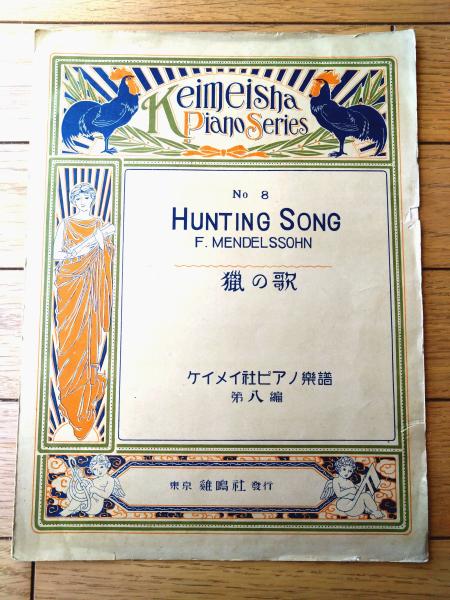 Keimeisha
Piano Series
No 8
HUNTING SONG
F. MENDELSSOHN
獵の歌
ケイメイ社ピアノ樂譜
第八編
東京 雞鳴社 發行